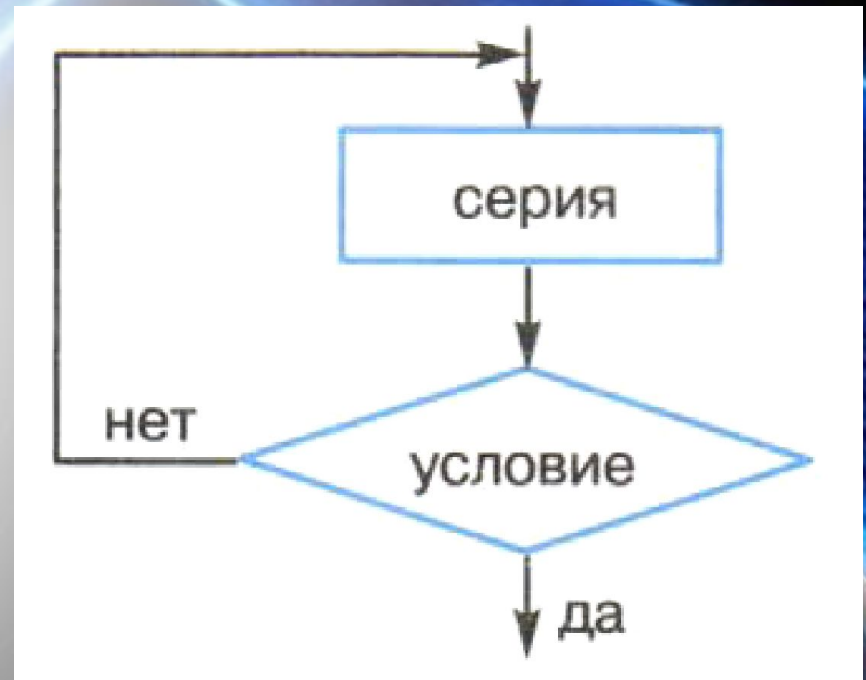 серия
нет
условие
да